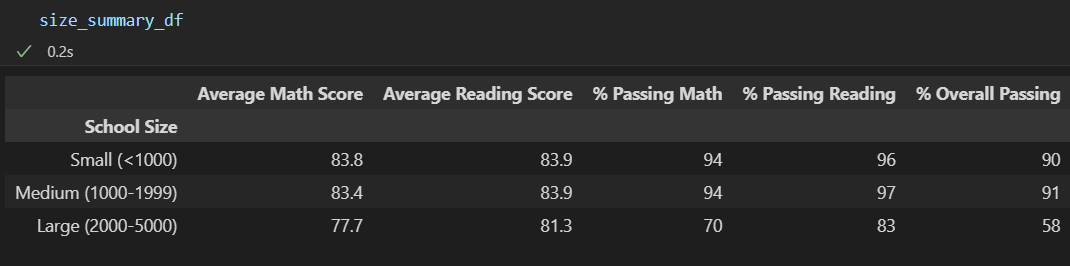 size_summary_df
0.2s
Average Math Score Average Reading Score % Passing Math % Passing Reading % Overall Passing
School Size
Small (<1000) 83.8 83.9 94 96 90
Medium (1000-1999) 83.4 83.9 94 97 91
Large (2000-5000) 77.7 81.3 70 83 58